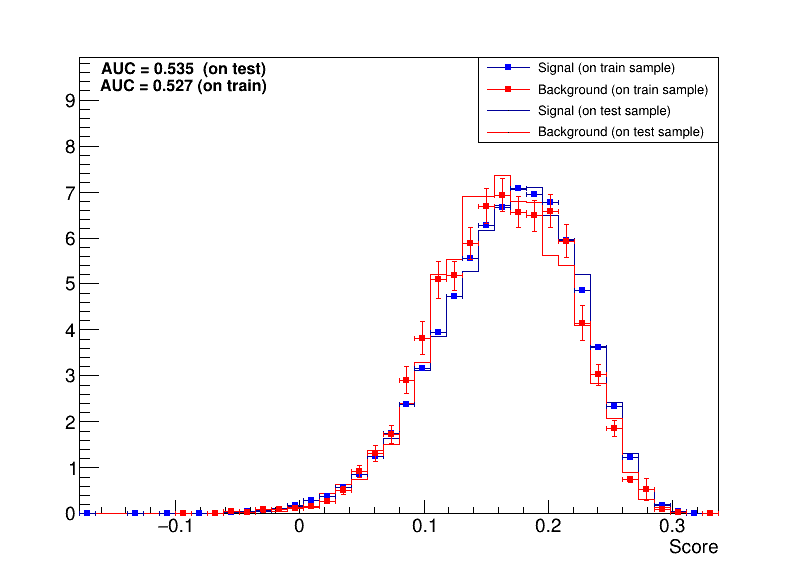 AUC = 0.535 (on test)
AUC = 0.527 (on train)
Signal (on train sample)
Background (on train sample)
Signal (on test sample)
Background (on test sample)
9
8
7
6
5
4
3
2
1
0
−0.1 0 0.1 0.2 0.3
Score